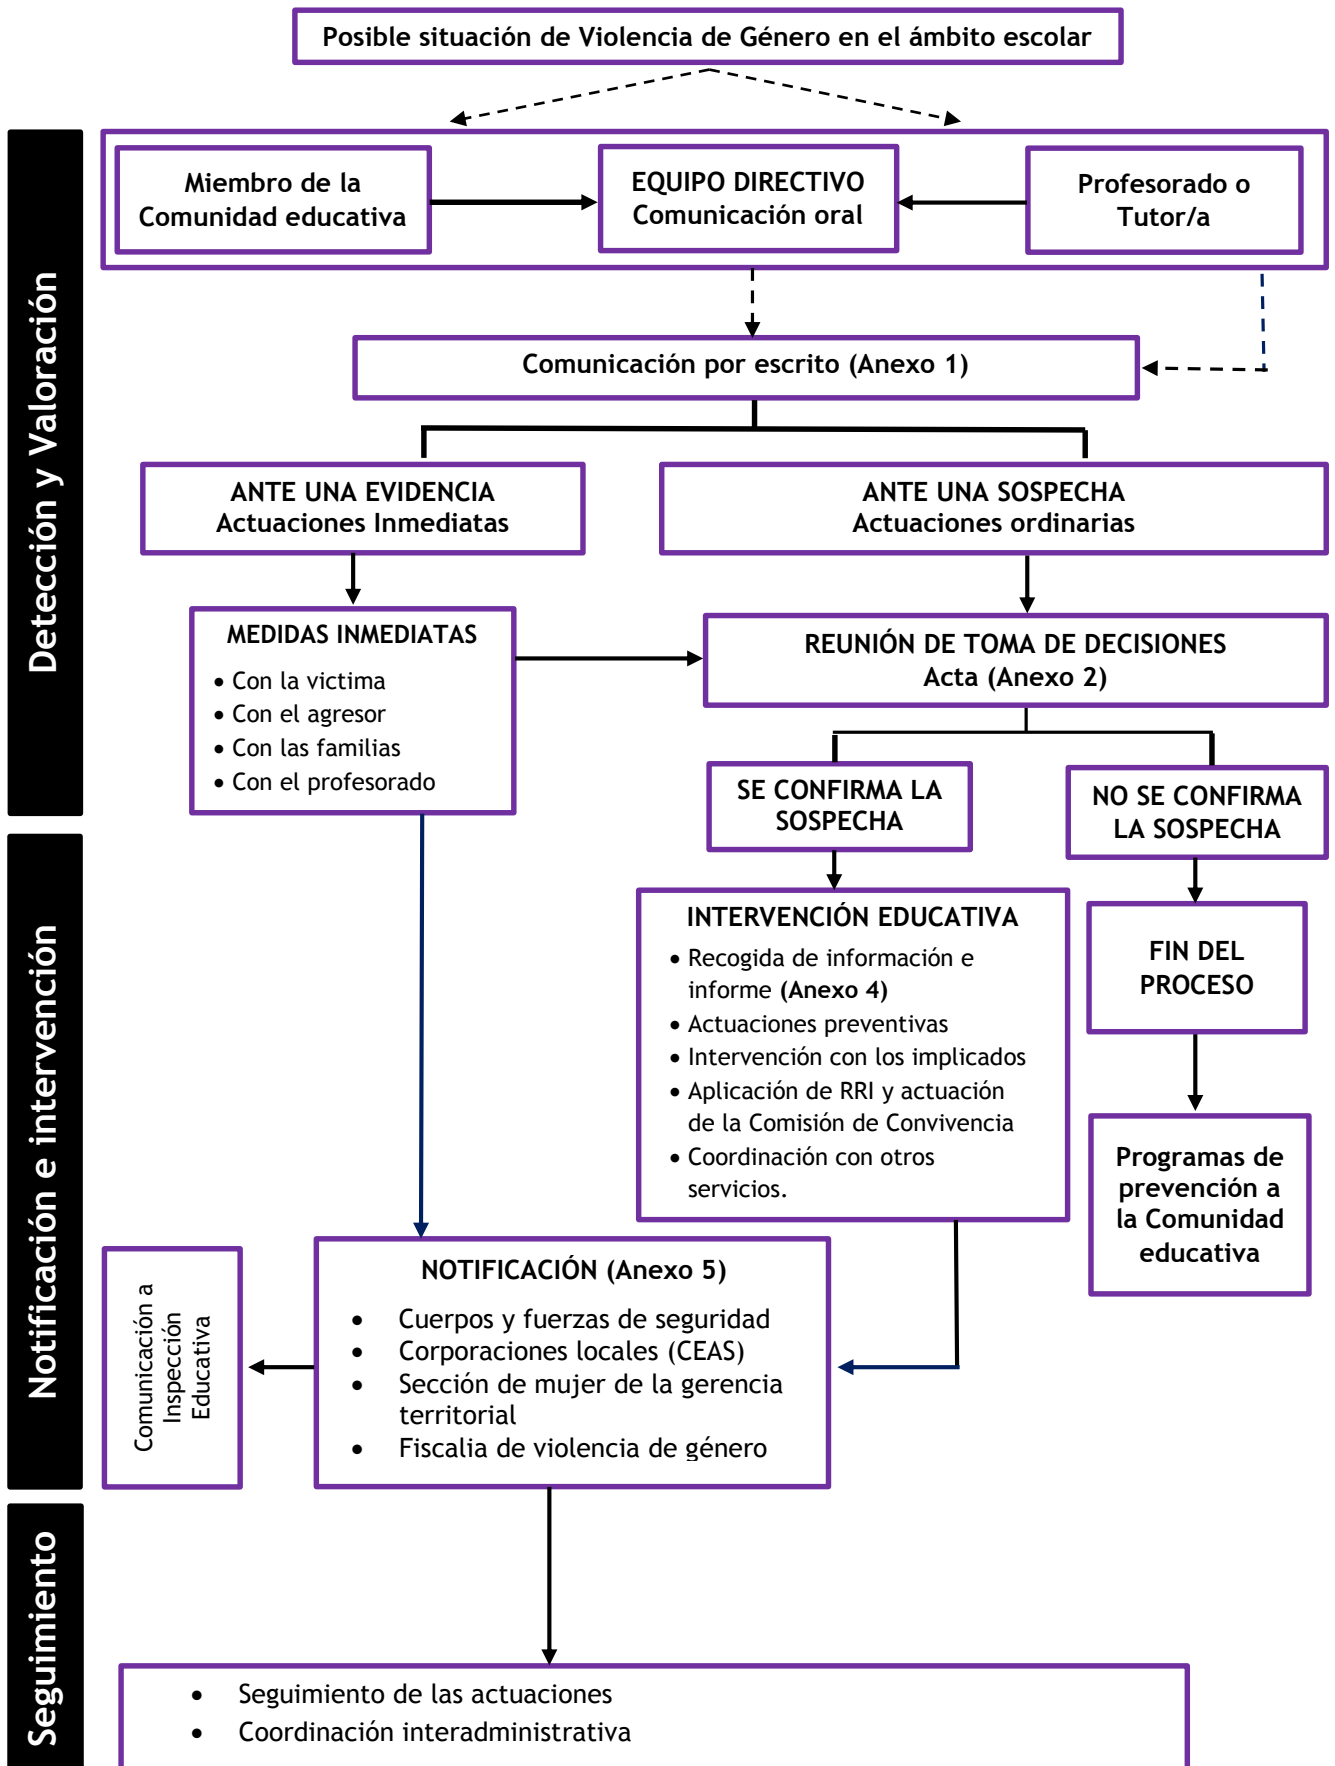 Posible situación de Violencia de Género en el ámbito escolar
Detección y Valoración
Miembro de la
Comunidad educativa
EQUIPO DIRECTIVO
Comunicación oral
Profesorado o
Tutor/a
Comunicación por escrito (Anexo 1)
ANTE UNA EVIDENCIA
Actuaciones Inmediatas
ANTE UNA SOSPECHA
Actuaciones ordinarias
MEDIDAS INMEDIATAS
• Con la victima
• Con el agresor
• Con las familias
• Con el profesorado
REUNIÓN DE TOMA DE DECISIONES
Acta (Anexo 2)
SE CONFIRMA LA
SOSPECHA
NO SE CONFIRMA
LA SOSPECHA
Notificación e intervención
INTERVENCIÓN EDUCATIVA
• Recogida de información e
informe (Anexo 4)
• Actuaciones preventivas
• Intervención con los implicados
• Aplicación de RRI y actuación
de la Comisión de Convivencia
• Coordinación con otros
servicios.
FIN DEL
PROCESO
Programas de
prevención a
la Comunidad
educativa
Comunicación a
Inspección
Educativa
NOTIFICACIÓN (Anexo 5)
• Cuerpos y fuerzas de seguridad
• Corporaciones locales (CEAS)
• Sección de mujer de la gerencia
territorial
• Fiscalia de violencia de género
Seguimiento
• Seguimiento de las actuaciones
• Coordinación interadministrativa